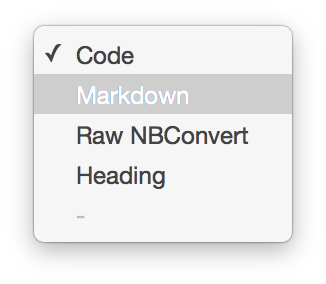 ✓ Code
Markdown
Raw NBConvert
Heading
-